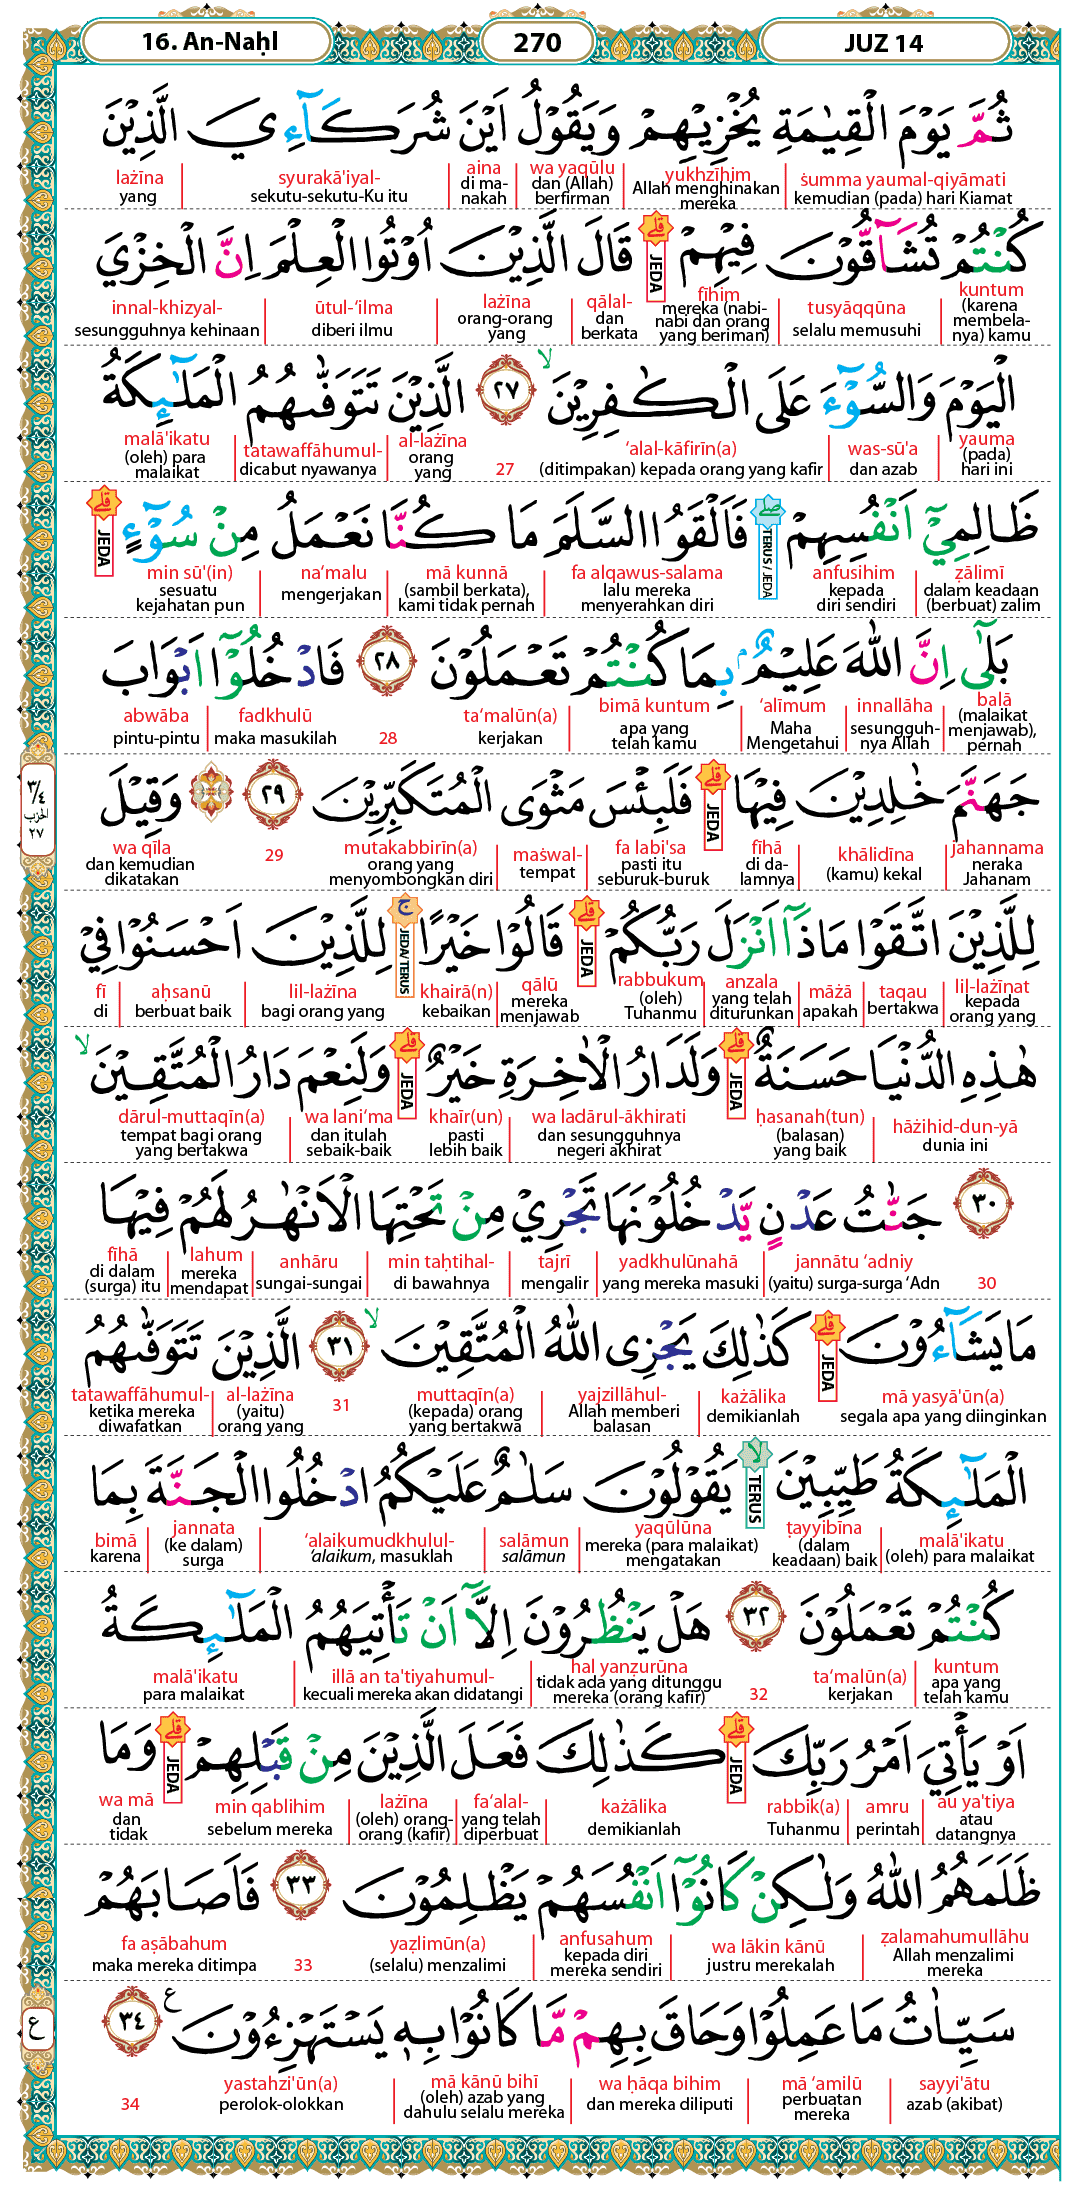 16. An-Naḥl
270
JUZ 14
ثُمَّ يَوْمَ الْقِيٰمَةِ يُخْزِيْهِمْ وَيَقُوْلُ اَيْنَ شُرَكَاۤءِيَ الَّذِيْنَ
ṡumma yaumal-qiyāmati
kemudian (pada) hari Kiamat
yukhzīhim
Allah menghinakan
mereka
wa yaqūlu
dan (Allah)
berfirman
aina
di ma-
nakah
syurakā'iyal-
sekutu-sekutu-Ku itu
lażīna
yang
كُنْتُمْ تُشَاۤقُّوْنَ فِيْهِمْ ۗ قَالَ الَّذِيْنَ اُوْتُوا الْعِلْمَ اِنَّ الْخِزْيَ
JEDA
kuntum
(karena
membela-
nya) kamu
tusyāqqūna
selalu memusuhi
fīhim
mereka (nabi-
nabi dan orang
yang beriman)
qālal-
dan
berkata
lażīna
orang-orang
yang
ūtul-‘ilma
diberi ilmu
innal-khizyal-
sesungguhnya kehinaan
الْيَوْمَ وَالسُّوْۤءَ عَلَى الْكٰفِرِيْنَ ۙ ٢٧ الَّذِيْنَ تَتَوَفّٰىهُمُ الْمَلٰۤىِٕكَةُ
yauma
(pada)
hari ini
was-sū'a
dan azab
‘alal-kāfirīn(a)
(ditimpakan) kepada orang yang kafir
27
al-lażīna
orang
yang
tatawaffāhumul-
dicabut nyawanya
malā'ikatu
(oleh) para
malaikat
ظَالِمِيْٓ اَنْفُسِهِمْ ۖ فَاَلْقَوُا السَّلَمَ مَا كُنَّا نَعْمَلُ مِنْ سُوْۤءٍ ۗ
TERUS / JEDA
JEDA
ẓālimī
dalam keadaan
(berbuat) zalim
anfusihim
kepada
diri sendiri
fa alqawus-salama
lalu mereka
menyerahkan diri
mā kunnā
(sambil berkata),
kami tidak pernah
na‘malu
mengerjakan
min sū'(in)
sesuatu
kejahatan pun
بَلٰٓى اِنَّ اللّٰهَ عَلِيْمٌۢ بِمَا كُنْتُمْ تَعْمَلُوْنَ ٢٨ فَادْخُلُوْٓا اَبْوَابَ
balā
(malaikat
menjawab),
pernah
innallāha
sesungguh-
nya Allah
‘alīmum
Maha
Mengetahui
bimā kuntum
apa yang
telah kamu
ta‘malūn(a)
kerjakan
28
fadkhulū
maka masukilah
abwāba
pintu-pintu
٣/٤
الحزب
٢٧
جَهَنَّمَ خٰلِدِيْنَ فِيْهَا ۗ فَلَبِئْسَ مَثْوَى الْمُتَكَبِّرِيْنَ ٢٩ ۞ وَقِيْلَ
JEDA
jahannama
neraka
Jahanam
khālidīna
(kamu) kekal
fīhā
di da-
lamnya
fa labi'sa
pasti itu
seburuk-buruk
maṡwal-
tempat
mutakabbirīn(a)
orang yang
menyombongkan diri
29
wa qīla
dan kemudian
dikatakan
لِلَّذِيْنَ اتَّقَوْا مَاذَآ اَنْزَلَ رَبُّكُمْ ۗ قَالُوْا خَيْرًا ۚ لِلَّذِيْنَ اَحْسَنُوْا فِيْ
JEDA
JEDA/ TERUS
lil-lażīnat
kepada
orang yang
taqau
bertakwa
māżā
apakah
anzala
yang telah
diturunkan
rabbukum
(oleh)
Tuhanmu
qālū
mereka
menjawab
khairā(n)
kebaikan
lil-lażīna
bagi orang yang
aḥsanū
berbuat baik
fī
di
هٰذِهِ الدُّنْيَا حَسَنَةٌ ۗ وَلَدَارُ الْاٰخِرَةِ خَيْرٌ ۗ وَلَنِعْمَ دَارُ الْمُتَّقِيْنَ ۙ
JEDA
JEDA
hāżihid-dun-yā
dunia ini
ḥasanah(tun)
(balasan)
yang baik
wa ladārul-ākhirati
dan sesungguhnya
negeri akhirat
khaīr(un)
pasti
lebih baik
wa lani‘ma
dan itulah
sebaik-baik
dārul-muttaqīn(a)
tempat bagi orang
yang bertakwa
٣٠ جَنّٰتُ عَدْنٍ يَّدْخُلُوْنَهَا تَجْرِيْ مِنْ تَحْتِهَا الْاَنْهٰرُ لَهُمْ فِيْهَا
30
jannātu ‘adniy
(yaitu) surga-surga ‘Adn
yadkhulūnahā
yang mereka masuki
tajrī
mengalir
min taḥtihal-
di bawahnya
anhāru
sungai-sungai
lahum
mereka
mendapat
fīhā
di dalam
(surga) itu
مَا يَشَاۤءُوْنَ ۗ كَذٰلِكَ يَجْزِى اللّٰهُ الْمُتَّقِيْنَ ۙ ٣١ الَّذِيْنَ تَتَوَفّٰىهُمُ
JEDA
mā yasyā'ūn(a)
segala apa yang diinginkan
każālika
demikianlah
yajzillāhul-
Allah memberi
balasan
muttaqīn(a)
(kepada) orang
yang bertakwa
31
al-lażīna
(yaitu)
orang yang
tatawaffāhumul-
ketika mereka
diwafatkan
الْمَلٰۤىِٕكَةُ طَيِّبِيْنَ ۙ يَقُوْلُوْنَ سَلٰمٌ عَلَيْكُمُ ادْخُلُوا الْجَنَّةَ بِمَا
TERUS
malā'ikatu
(oleh) para malaikat
ṭayyibīna
(dalam
keadaan) baik
yaqūlūna
mereka (para malaikat)
mengatakan
salāmun
salāmun
‘alaikumudkhulul-
‘alaikum, masuklah
jannata
(ke dalam)
surga
bimā
karena
كُنْتُمْ تَعْمَلُوْنَ ٣٢ هَلْ يَنْظُرُوْنَ اِلَّآ اَنْ تَأْتِيَهُمُ الْمَلٰۤىِٕكَةُ
kuntum
apa yang
telah kamu
ta‘malūn(a)
kerjakan
32
hal yanẓurūna
tidak ada yang ditunggu
mereka (orang kafir)
illā an ta'tiyahumul-
kecuali mereka akan didatangi
malā'ikatu
para malaikat
اَوْ يَأْتِيَ اَمْرُ رَبِّكَ ۗ كَذٰلِكَ فَعَلَ الَّذِيْنَ مِنْ قَبْلِهِمْ ۗ وَمَا
JEDA
JEDA
au ya'tiya
atau
datangnya
amru
perintah
rabbik(a)
Tuhanmu
każālika
demikianlah
fa‘alal-
yang telah
diperbuat
lażīna
(oleh) orang-
orang (kafir)
min qablihim
sebelum mereka
wa mā
dan
tidak
ظَلَمَهُمُ اللّٰهُ وَلٰكِنْ كَانُوْٓا اَنْفُسَهُمْ يَظْلِمُوْنَ ٣٣ فَاَصَابَهُمْ
ẓalamahumullāhu
Allah menzalimi
mereka
wa lākin kānū
justru merekalah
anfusahum
kepada diri
mereka sendiri
yaẓlimūn(a)
(selalu) menzalimi
33
fa aṣābahum
maka mereka ditimpa
ع
سَيِّاٰتُ مَا عَمِلُوْا وَحَاقَ بِهِمْ مَّا كَانُوْا بِهٖ يَسْتَهْزِءُوْنَ ࣖ ٣٤
sayyi'ātu
azab (akibat)
mā ‘amilū
perbuatan
mereka
wa ḥāqa bihim
dan mereka diliputi
mā kānū bihī
(oleh) azab yang
dahulu selalu mereka
yastahzi'ūn(a)
perolok-olokkan
34